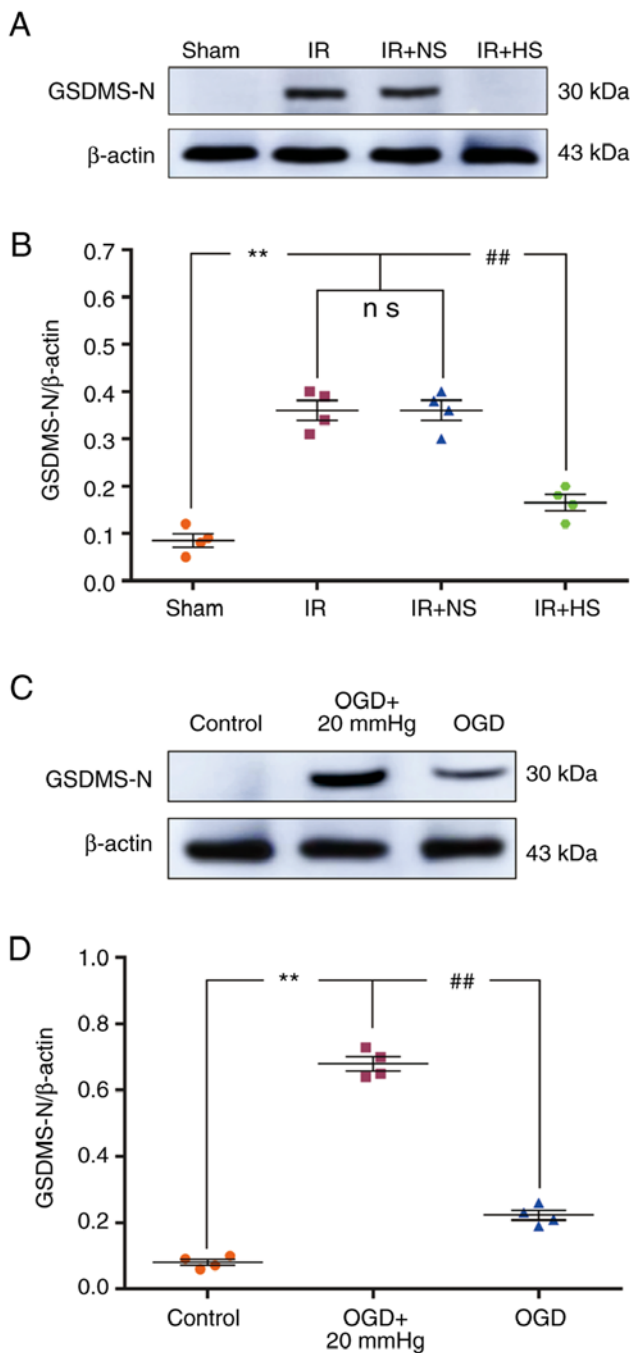 A
Sham IR IR+NS IR+HS
GSDMS-N 30 kDa
β-actin 43 kDa
B
GSDMS-N/β-actin
0.7
0.6
0.5
0.4
0.3
0.2
0.1
0.0
** ##
n s
Sham IR IR+NS IR+HS
C
Control OGD+ 20 mmHg OGD
GSDMS-N 30 kDa
β-actin 43 kDa
D
GSDMS-N/β-actin
1.0
0.8
0.6
0.4
0.2
0.0
** ##
Control OGD+ 20 mmHg OGD